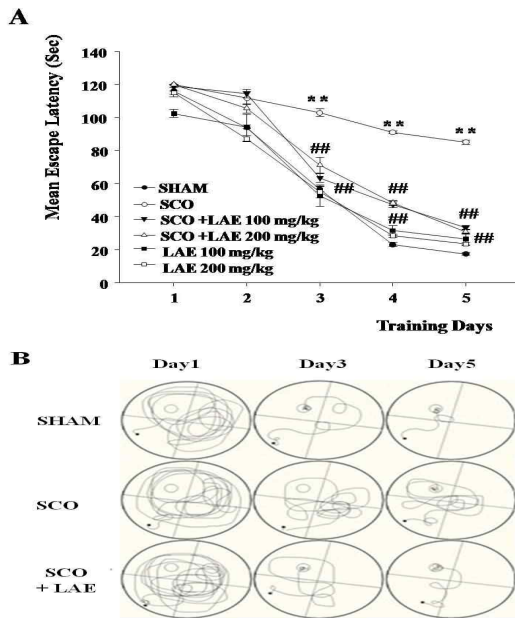 A
Mean Escape Latency (Sec)
140
120
100
80
60
40
20
0
** ** **
## ## ## ## ## ##
SHAM
SCO
SCO +LAE 100 mg/kg
SCO +LAE 200 mg/kg
LAE 100 mg/kg
LAE 200 mg/kg
1 2 3 4 5
Training Days
B
Day1 Day3 Day5
SHAM
SCO
SCO
+ LAE